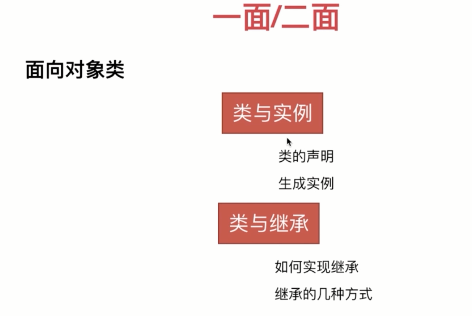 一面/二面
面向对象类
类与实例
类的声明
生成实例
类与继承
如何实现继承
继承的几种方式